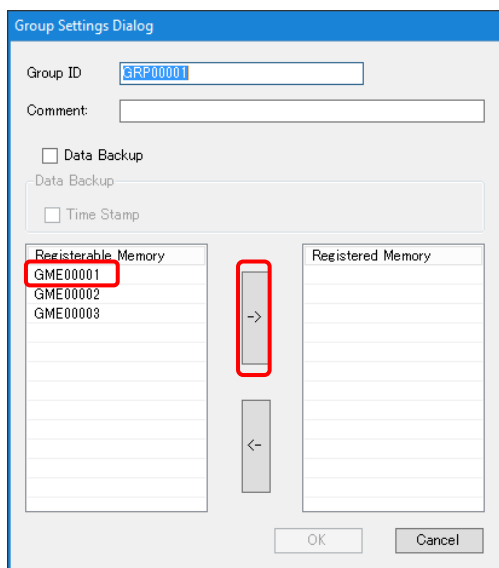 Group Settings Dialog
Group ID GRP00001
Comment:
Data Backup
Data Backup
Time Stamp
Registerable Memory Registered Memory
GME00001
GME00002
GME00003
->
<-
OK Cancel